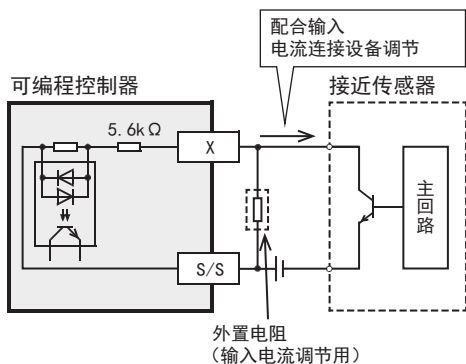 配合输入
电流连接设备调节
可编程控制器
接近传感器
5.6kΩ
X
主回路
S/S
外置电阻
（输入电流调节用）